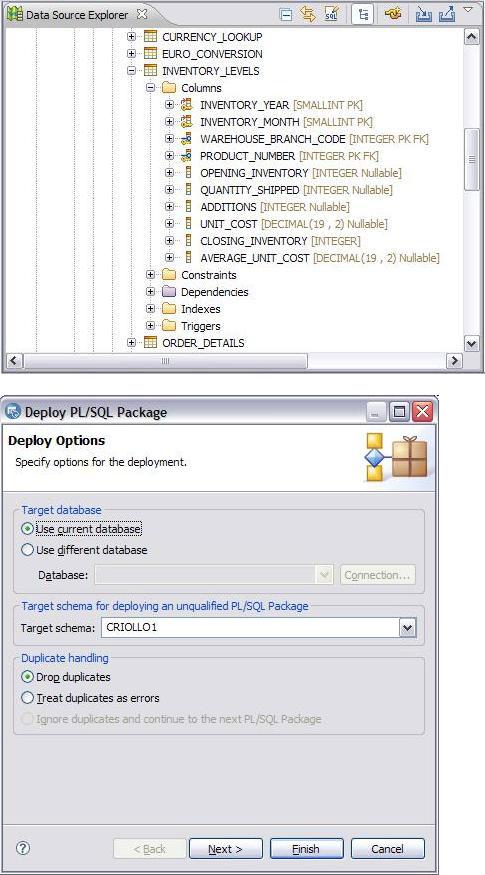 Data Source Explorer
CURRENCY_LOOKUP
EURO_CONVERSION
INVENTORY_LEVELS
Columns
INVENTORY_YEAR [SMALLINT PK]
INVENTORY_MONTH [SMALLINT PK]
WAREHOUSE_BRANCH_CODE [INTEGER PK FK]
PRODUCT_NUMBER [INTEGER PK FK]
OPENING_INVENTORY [INTEGER Nullable]
QUANTITY_SHIPPED [INTEGER Nullable]
ADDITIONS [INTEGER Nullable]
UNIT_COST [DECIMAL(19 , 2) Nullable]
CLOSING_INVENTORY [INTEGER]
AVERAGE_UNIT_COST [DECIMAL(19 , 2) Nullable]
Constraints
Dependencies
Indexes
Triggers
ORDER_DETAILS
Deploy PL/SQL Package
Deploy Options
Specify options for the deployment.
Target database
Use current database
Use different database
Database:
Connection...
Target schema for deploying an unqualified PL/SQL Package
Target schema: CRIOLLO1
Duplicate handling
Drop duplicates
Treat duplicates as errors
Ignore duplicates and continue to the next PL/SQL Package
< Back Next > Finish Cancel